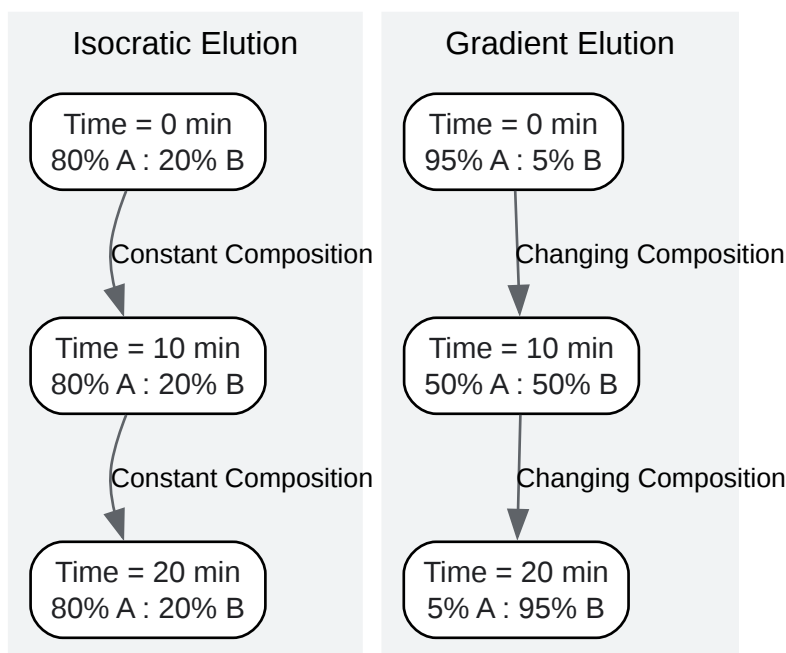 Isocratic Elution
Time = 0 min
80% A : 20% B
Constant Composition
Time = 10 min
80% A : 20% B
Constant Composition
Time = 20 min
80% A : 20% B
Gradient Elution
Time = 0 min
95% A : 5% B
Changing Composition
Time = 10 min
50% A : 50% B
Changing Composition
Time = 20 min
5% A : 95% B